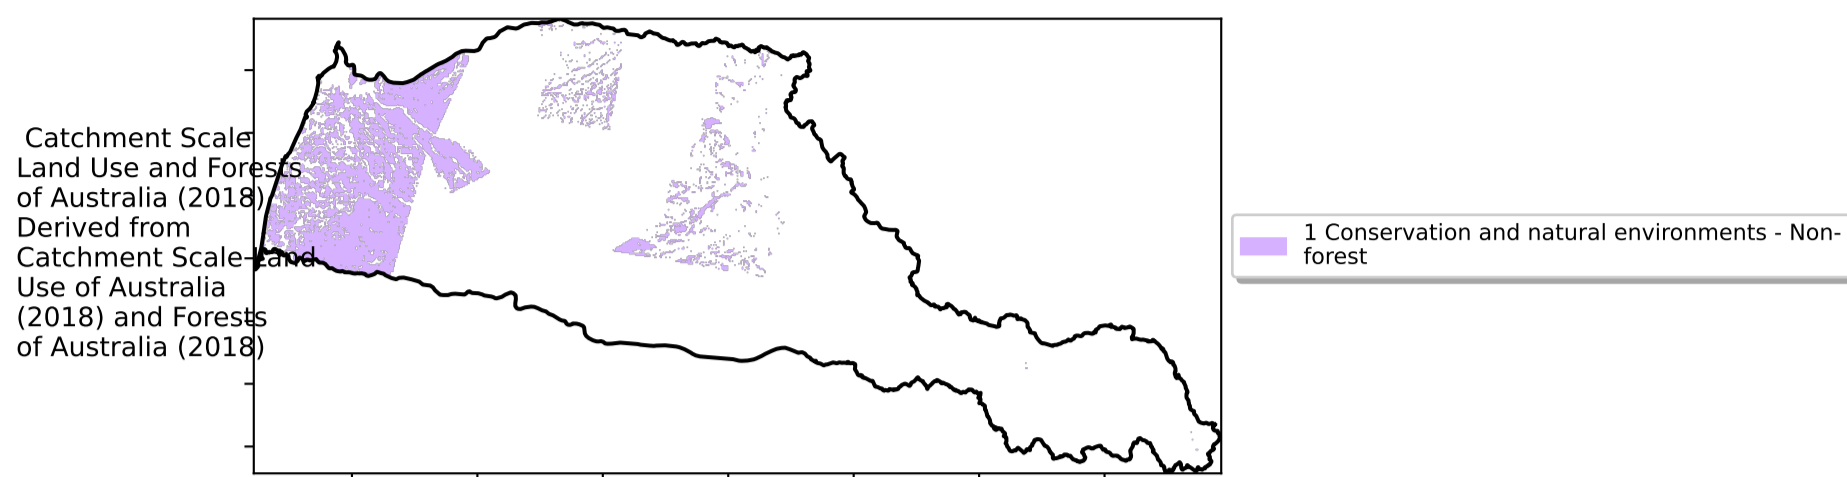 Catchment Scale
Land Use and Forests
of Australia (2018)
Derived from
Catchment Scale Land
Use of Australia
(2018) and Forests
of Australia (2018)
1 Conservation and natural environments - Non-
forest